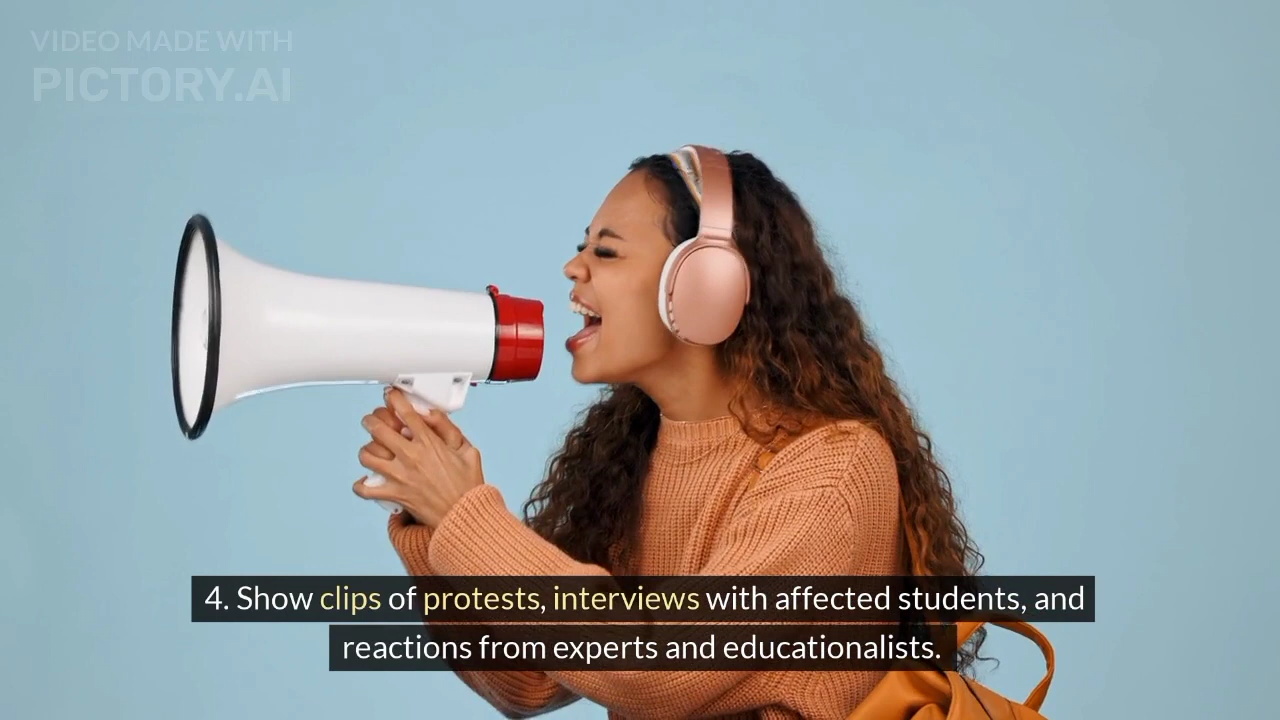 VIDEO MADE WITH
PICTORY.AI
4. Show clips of protests, interviews with affected students, and
reactions from experts and educationalists.